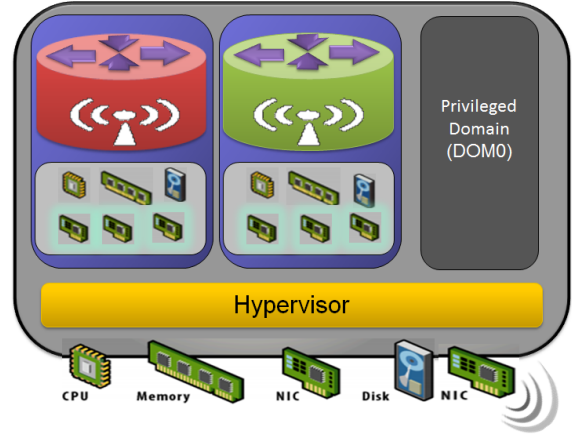 Privileged
Domain
(DOM0)
Hypervisor
CPU
Memory
NIC
Disk
NIC